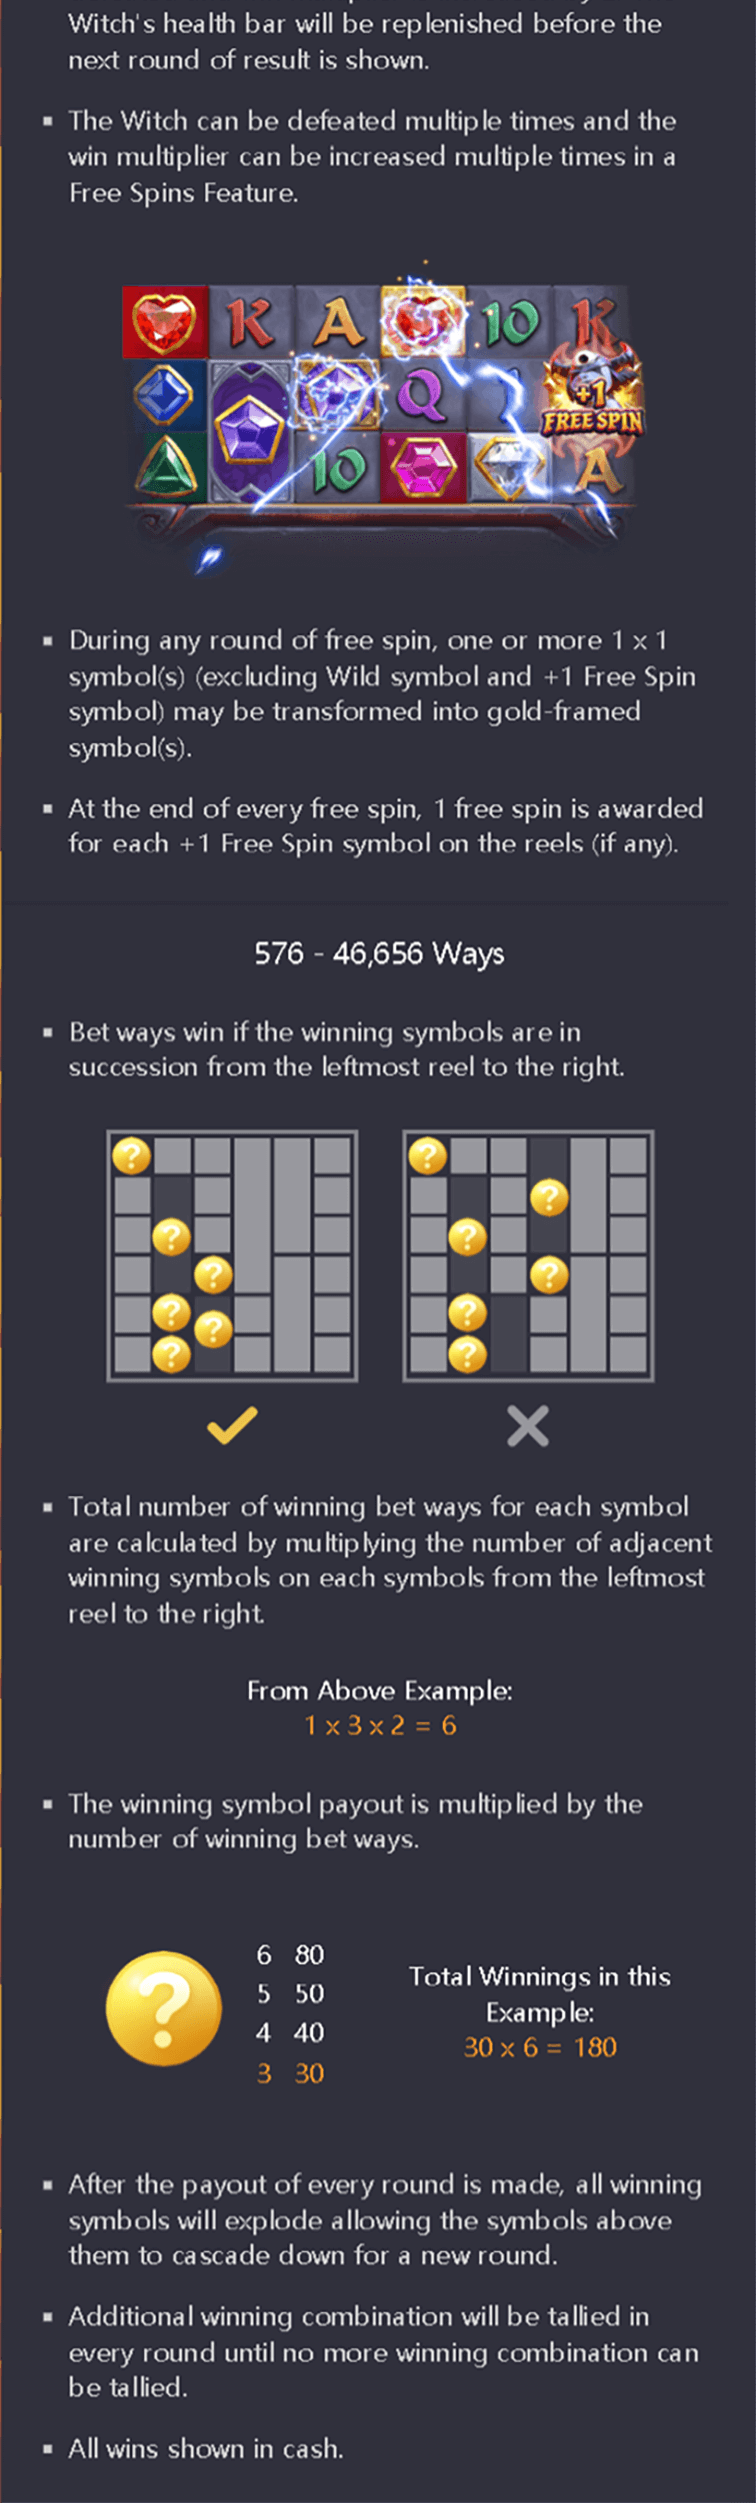 Witch's health bar will be replenished before the
next round of result is shown.
▪ The Witch can be defeated multiple times and the
win multiplier can be increased multiple times in a
Free Spins Feature.
K A 10 K
Q +1
FREE SPIN
10 A
▪ During any round of free spin, one or more 1 x 1
symbol(s) (excluding Wild symbol and +1 Free Spin
symbol) may be transformed into gold-framed
symbol(s).
▪ At the end of every free spin, 1 free spin is awarded
for each +1 Free Spin symbol on the reels (if any).
576 - 46,656 Ways
▪ Bet ways win if the winning symbols are in
succession from the leftmost reel to the right.
? ?
?
? ?
? ?
? ?
?
? ?
▪ Total number of winning bet ways for each symbol
are calculated by multiplying the number of adjacent
winning symbols on each symbols from the leftmost
reel to the right.
From Above Example:
1 x 3 x 2 = 6
▪ The winning symbol payout is multiplied by the
number of winning bet ways.
?
6 80
5 50
4 40
3 30
Total Winnings in this
Example:
30 x 6 = 180
▪ After the payout of every round is made, all winning
symbols will explode allowing the symbols above
them to cascade down for a new round.
▪ Additional winning combination will be tallied in
every round until no more winning combination can
be tallied.
▪ All wins shown in cash.